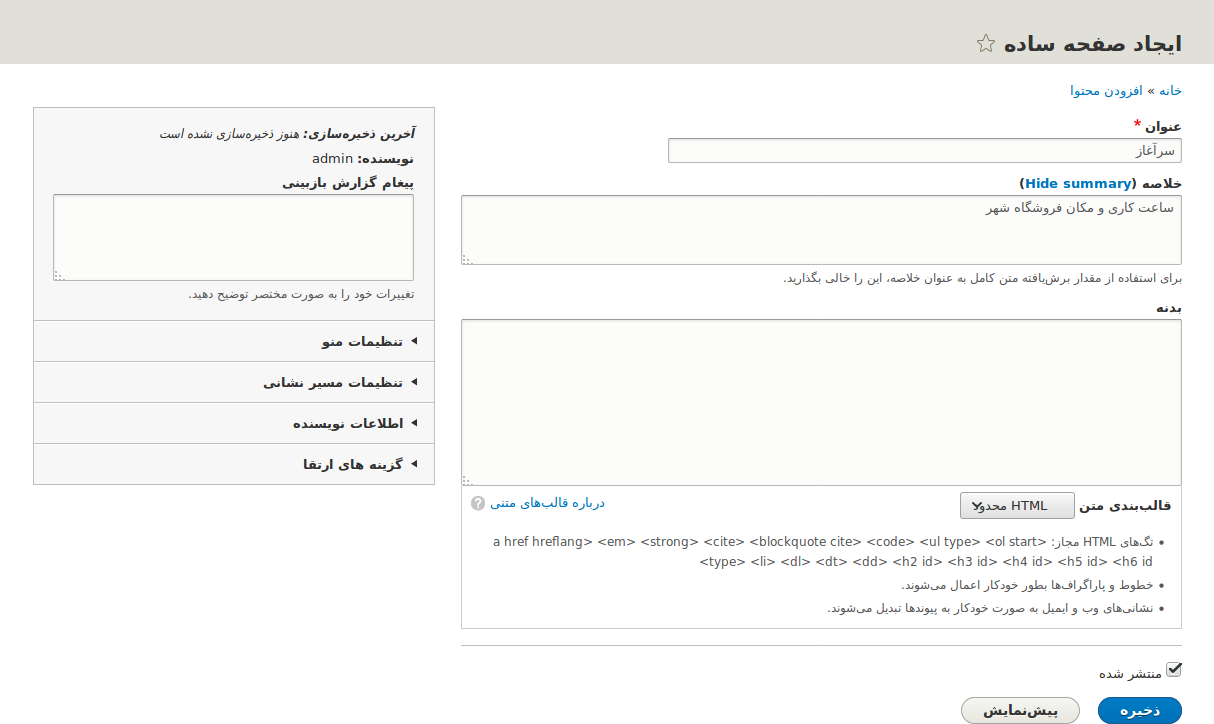 ایجاد صفحه ساده
خانه » افزودن محتوا
عنوان *
سرآغاز
خلاصه (Hide summary)
ساعت کاری و مکان فروشگاه شهر
برای استفاده از مقدار برش‌یافته متن کامل به عنوان خلاصه، این را خالی بگذارید.
بدنه
قالب‌بندی متن
HTML محدود
درباره قالب‌های متنی ?
• تگ‌های HTML مجاز: <a href hreflang> <em> <strong> <cite> <blockquote cite> <code> <ul type> <ol start
type> <li> <dl> <dt> <dd> <h2 id> <h3 id> <h4 id> <h5 id> <h6 id>
• خطوط و پاراگراف‌ها بطور خودکار اعمال می‌شوند.
• نشانی‌های وب و ایمیل به صورت خودکار به پیوندها تبدیل می‌شوند.
منتشر شده
ذخیره
پیش‌نمایش
آخرین ذخیره‌سازی: هنوز ذخیره‌سازی نشده است
نویسنده: admin
پیغام گزارش بازبینی
تغییرات خود را به صورت مختصر توضیح دهید.
تنظیمات منو
تنظیمات مسیر نشانی
اطلاعات نویسنده
گزینه های ارتقا